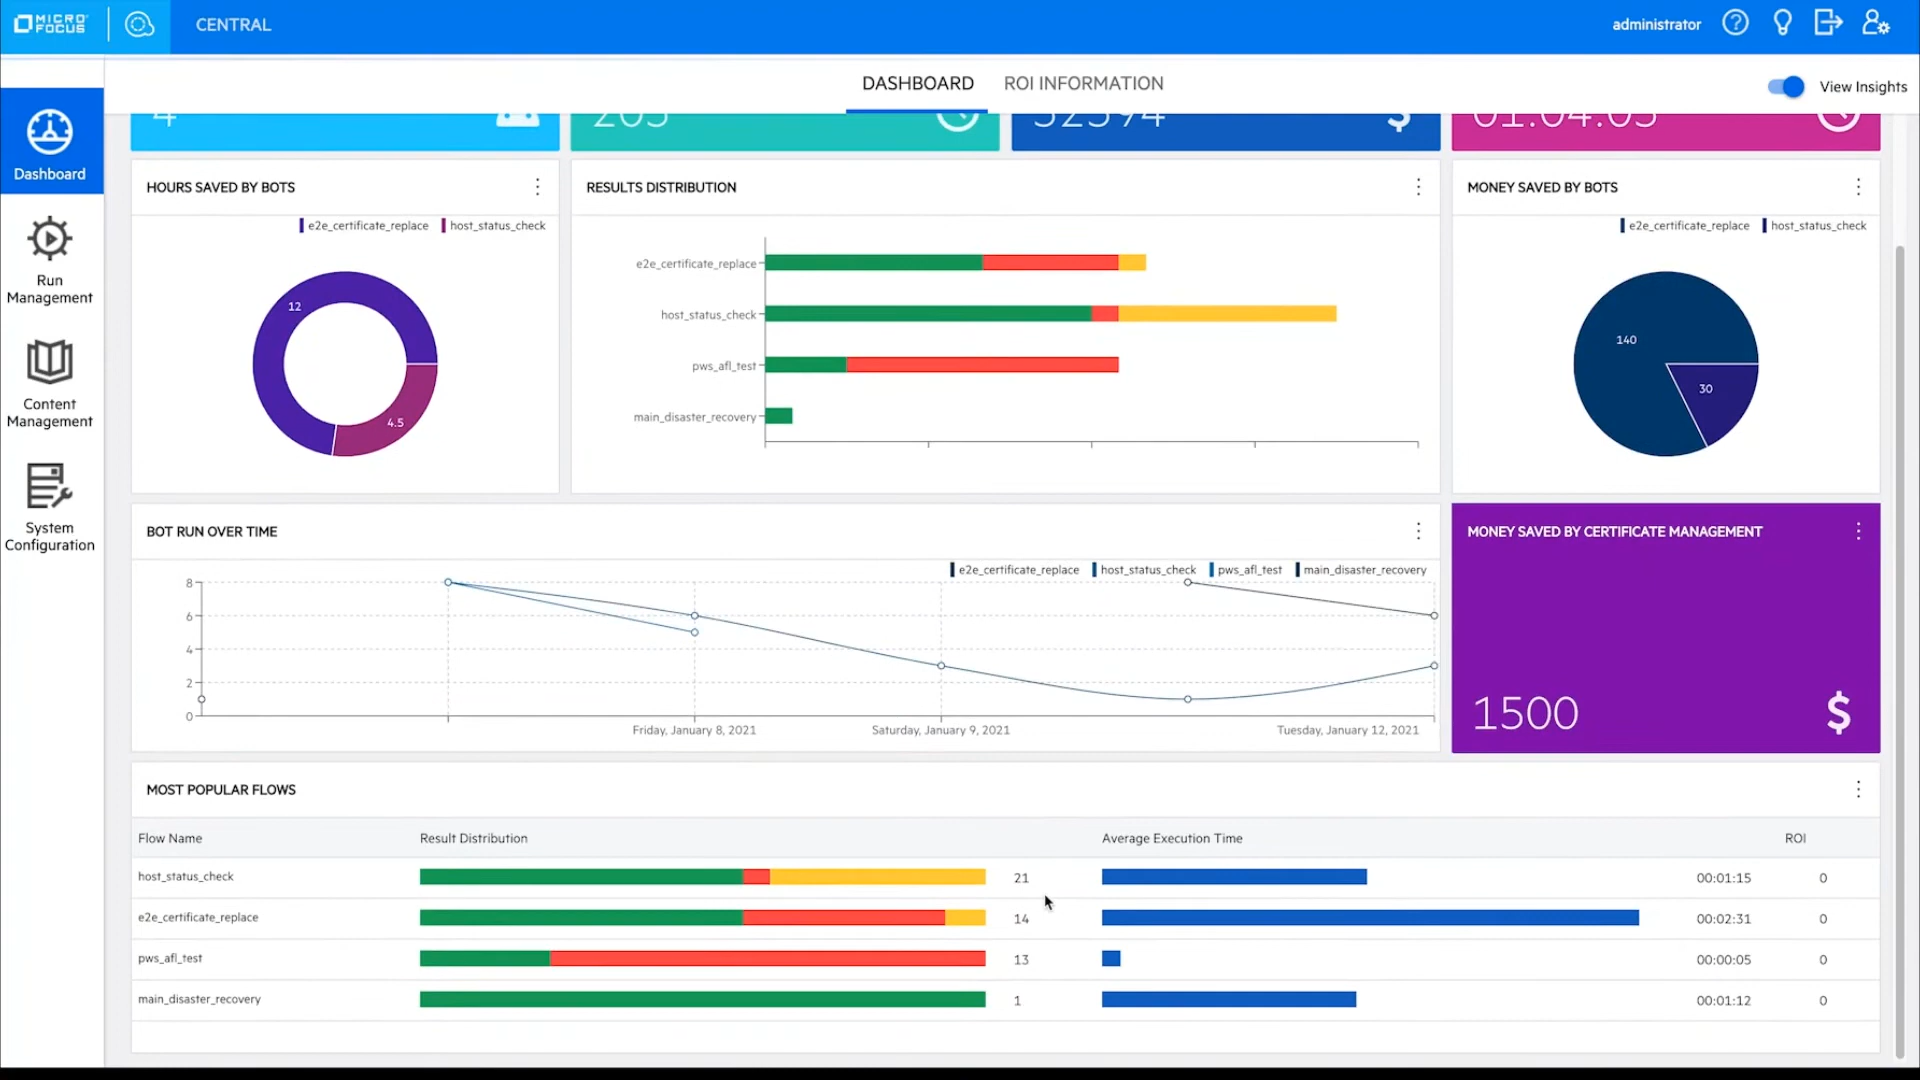 MICRO
FOCUS
CENTRAL
administrator
DASHBOARD
ROI INFORMATION
View Insights
Dashboard
Run
Management
Content
Management
System
Configuration
HOURS SAVED BY BOTS
e2e_certificate_replace
host_status_check
12
4.5
RESULTS DISTRIBUTION
e2e_certificate_replace
host_status_check
pws_afl_test
main_disaster_recovery
MONEY SAVED BY BOTS
e2e_certificate_replace
host_status_check
140
30
BOT RUN OVER TIME
e2e_certificate_replace
host_status_check
pws_afl_test
main_disaster_recovery
8
6
4
2
0
Friday, January 8, 2021
Saturday, January 9, 2021
Tuesday, January 12, 2021
MONEY SAVED BY CERTIFICATE MANAGEMENT
1500
$
MOST POPULAR FLOWS
Flow Name Result Distribution Average Execution Time ROI
host_status_check 21 00:01:15 0
e2e_certificate_replace 14 00:02:31 0
pws_afl_test 13 00:00:05 0
main_disaster_recovery 1 00:01:12 0